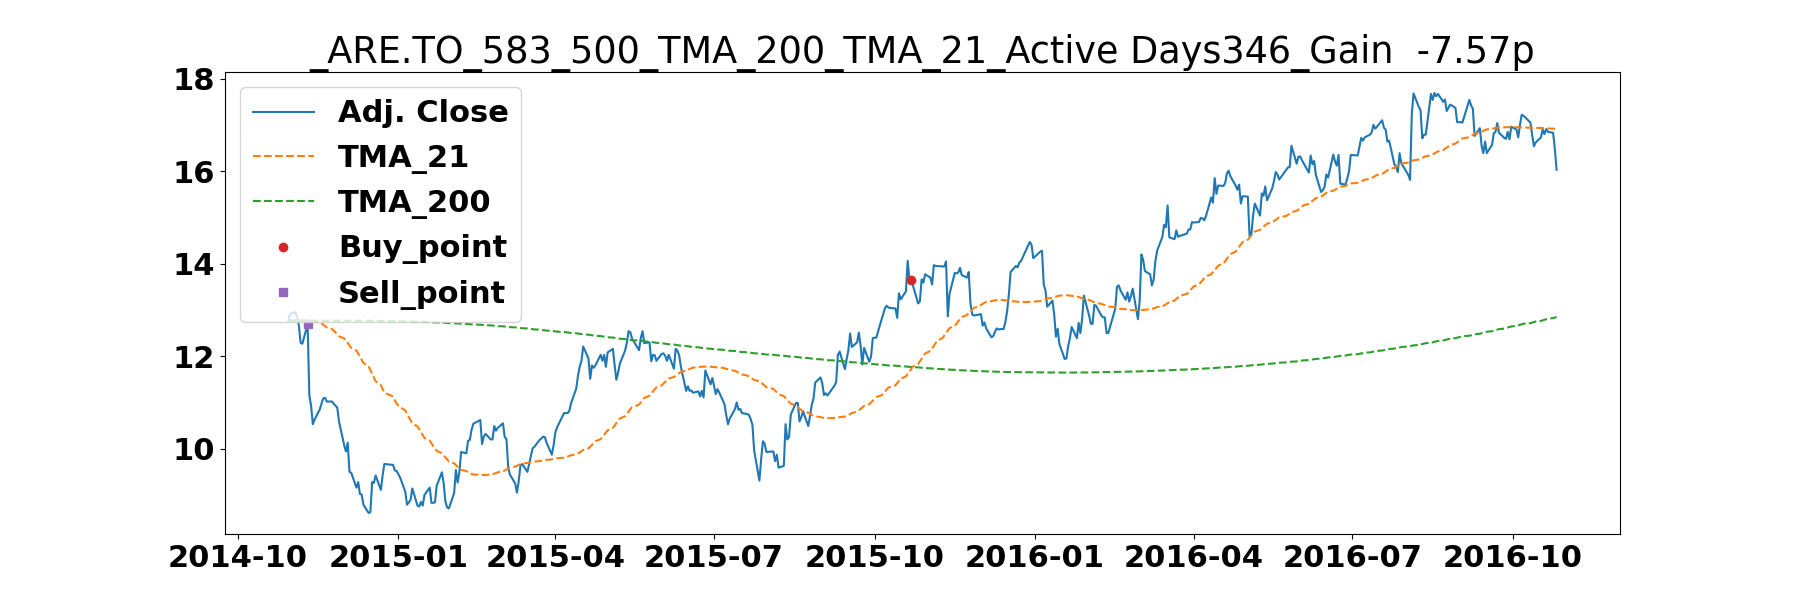 _ARE.TO_583_500_TMA_200_TMA_21_Active Days346_Gain  -7.57p
18
16
14
12
10
Adj. Close
TMA_21
TMA_200
Buy_point
Sell_point
2014-10 2015-01 2015-04 2015-07 2015-10 2016-01 2016-04 2016-07 2016-10